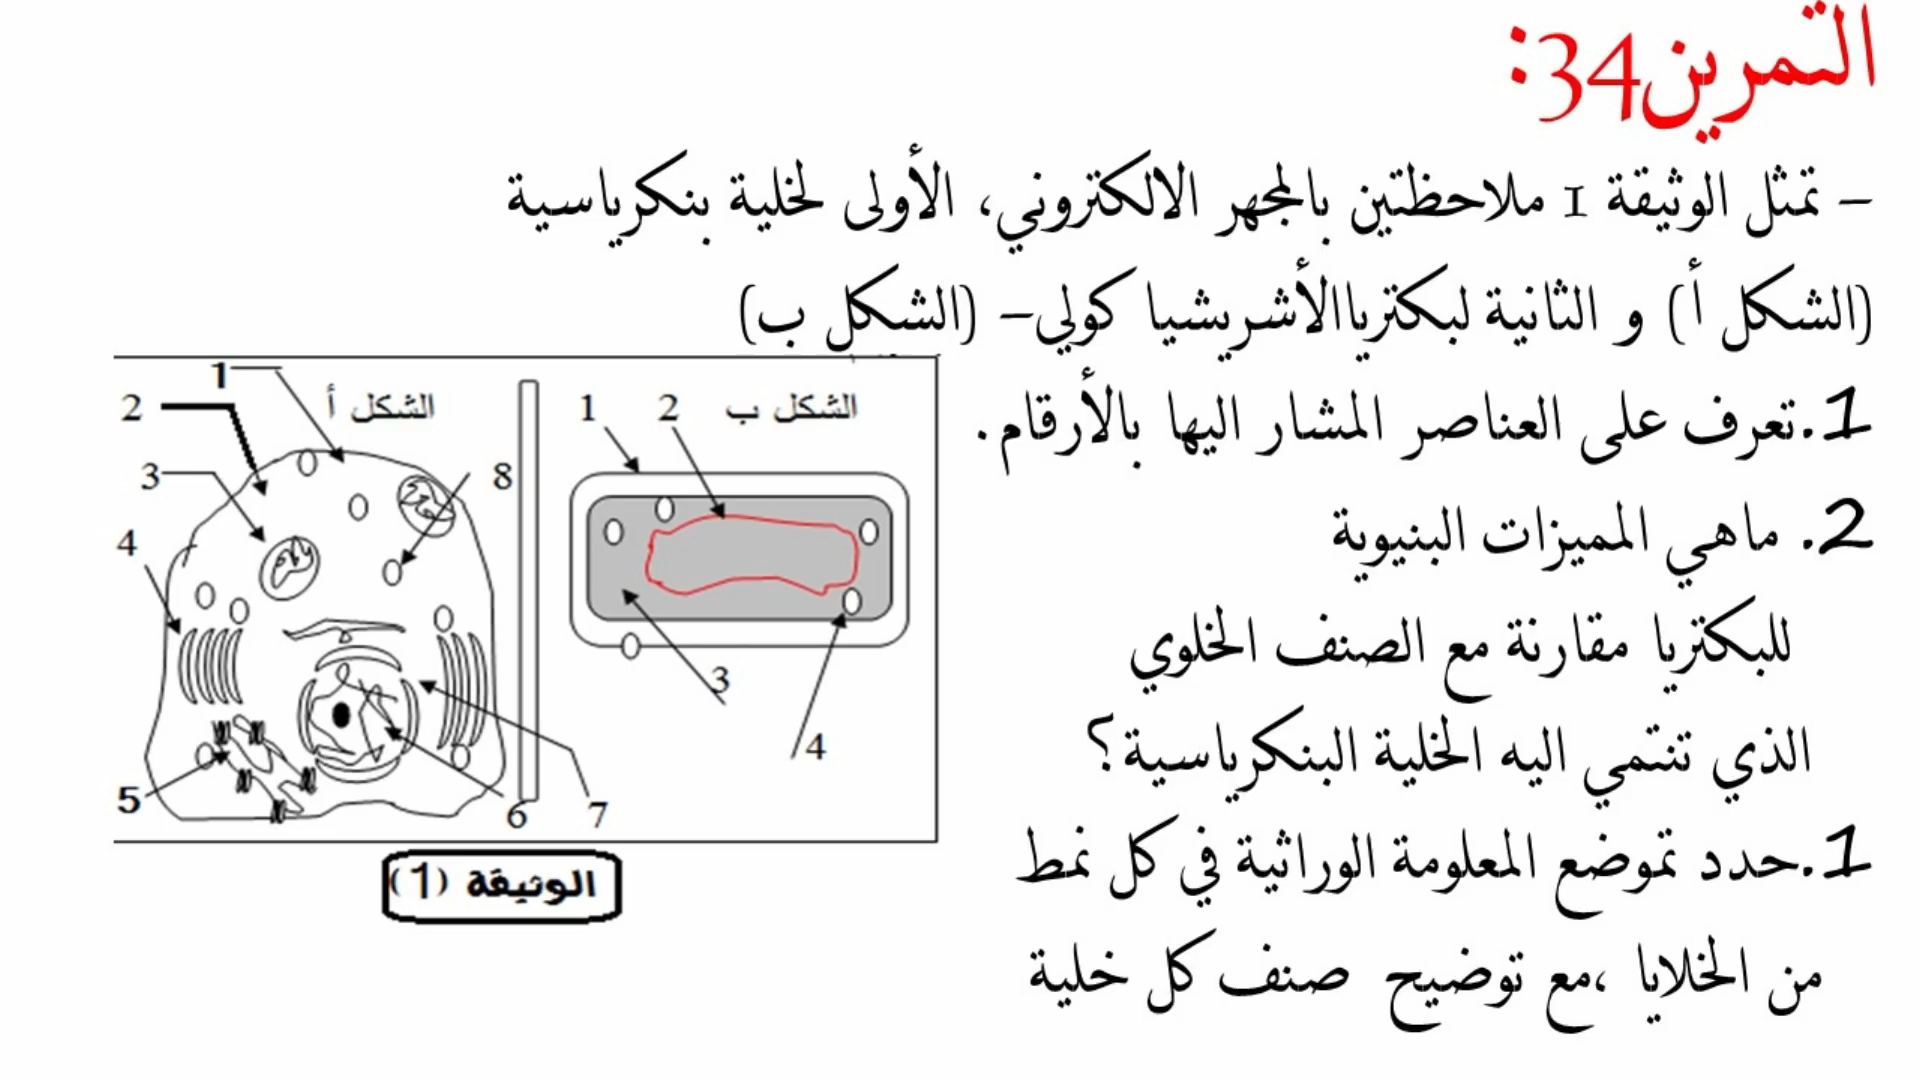 التمرين34:
– تمثل الوثيقة 1 ملاحظتين بالمجهر الالكتروني، الأولى لخلية بنكرياسية
(الشكل أ) و الثانية لبكترياالأشريشيا كولي– (الشكل ب)
1.تعرف على العناصر المشار اليها بالأرقام.
2. ماهي المميزات البنيوية
للبكتريا مقارنة مع الصنف الخلوي
الذي تنتمي اليه الخلية البنكرياسية؟
1.حدد تموضع المعلومة الوراثية في كل نمط
من الخلايا ،مع توضيح صنف كل خلية
الشكل أ
1
2
3
4
5
6
7
8
الشكل ب
1
2
3
4
الوثيقة (1)